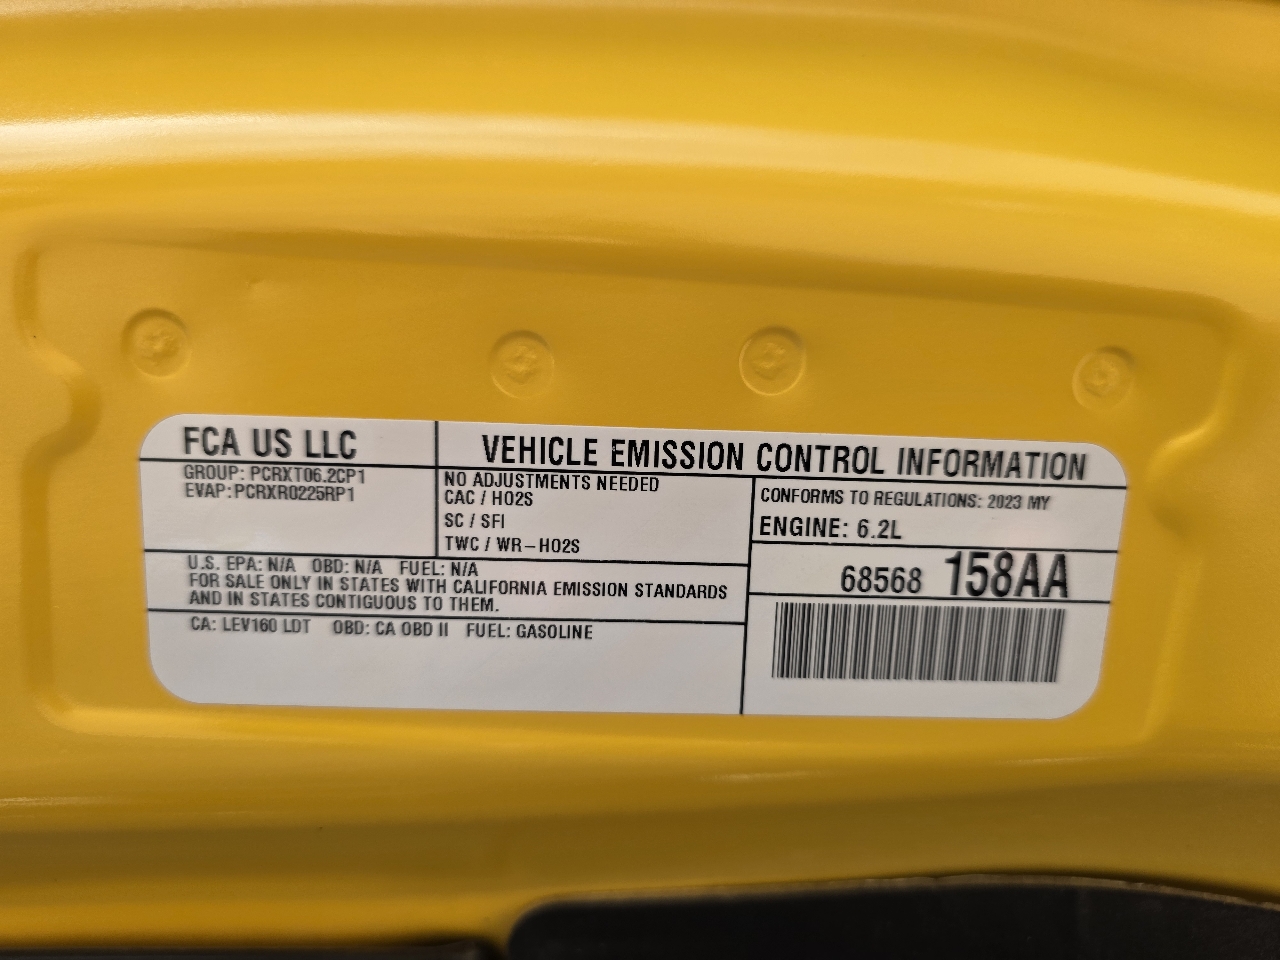 FCA US LLC
VEHICLE EMISSION CONTROL INFORMATION
GROUP: PCRXT06.2CP1
EVAP:PCRXR0225RP1
NO ADJUSTMENTS NEEDED
CAC / HO2S
SC / SFI
TWC / WR-HO2S
CONFORMS TO REGULATIONS: 2023 MY
ENGINE: 6.2L
68568 158AA
U.S. EPA: N/A OBD: N/A FUEL: N/A
FOR SALE ONLY IN STATES WITH CALIFORNIA EMISSION STANDARDS
AND IN STATES CONTIGUOUS TO THEM.
CA: LEV160 LDT OBD: CA OBD II FUEL: GASOLINE